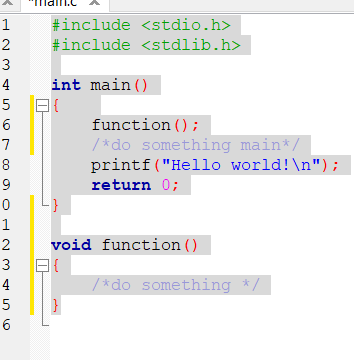 *main.c
1 #include <stdio.h>
2 #include <stdlib.h>
3
4 int main()
5 {
6 function();
7 /*do something main*/
8 printf("Hello world!\n");
9 return 0;
0 }
1
2 void function()
3 {
4 /*do something */
5 }
6